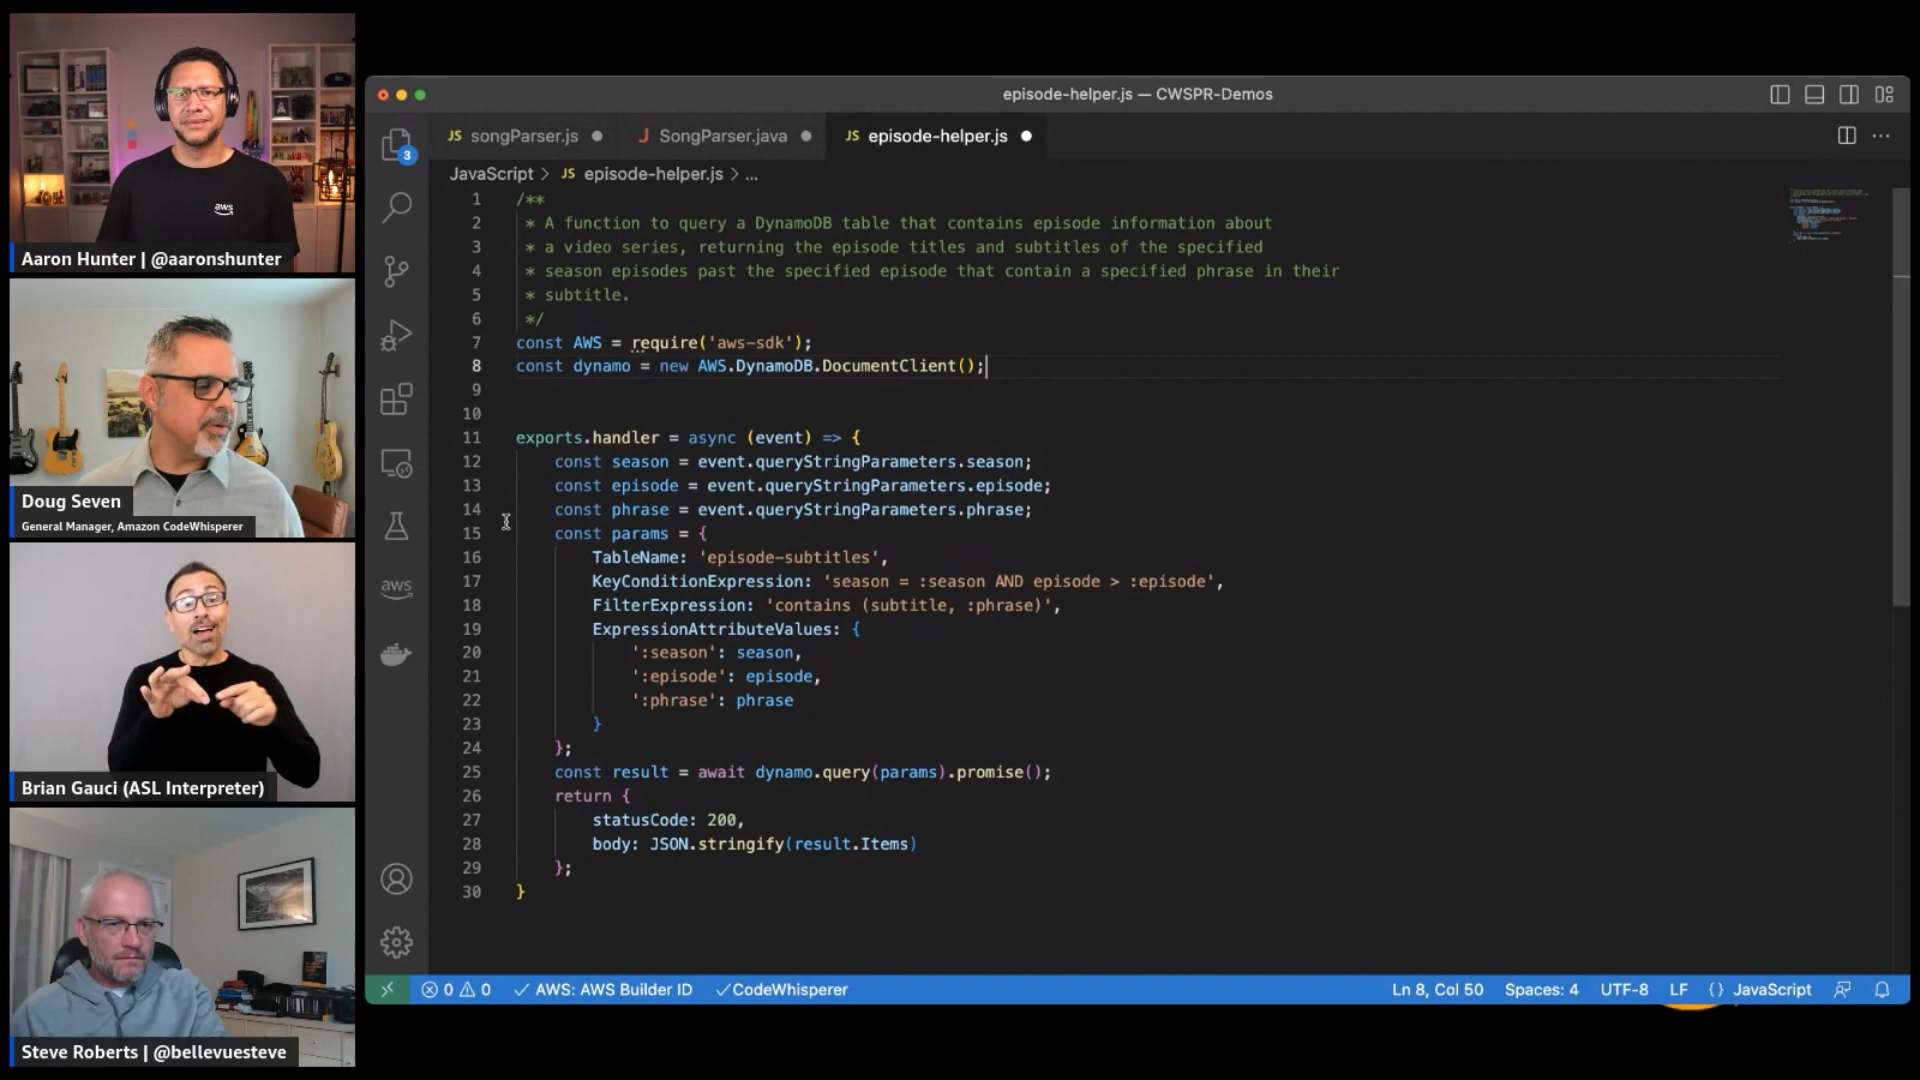 aws
Aaron Hunter | @aaronshunter
Doug Seven
General Manager, Amazon CodeWhisperer
Brian Gauci (ASL Interpreter)
Steve Roberts | @bellevuesteve
episode-helper.js — CWSPR-Demos
JS songParser.js
J SongParser.java
JS episode-helper.js
3
JavaScript > JS episode-helper.js > ...
1 /**
2 * A function to query a DynamoDB table that contains episode information about
3 * a video series, returning the episode titles and subtitles of the specified
4 * season episodes past the specified episode that contain a specified phrase in their
5 * subtitle.
6 */
7 const AWS = require('aws-sdk');
8 const dynamo = new AWS.DynamoDB.DocumentClient();
9
10
11 exports.handler = async (event) => {
12 const season = event.queryStringParameters.season;
13 const episode = event.queryStringParameters.episode;
14 const phrase = event.queryStringParameters.phrase;
15 const params = {
16 TableName: 'episode-subtitles',
17 KeyConditionExpression: 'season = :season AND episode > :episode',
18 FilterExpression: 'contains (subtitle, :phrase)',
19 ExpressionAttributeValues: {
20 ':season': season,
21 ':episode': episode,
22 ':phrase': phrase
23 }
24 };
25 const result = await dynamo.query(params).promise();
26 return {
27 statusCode: 200,
28 body: JSON.stringify(result.Items)
29 };
30 }
aws
0 0 AWS: AWS Builder ID CodeWhisperer Ln 8, Col 50 Spaces: 4 UTF-8 LF {} JavaScript